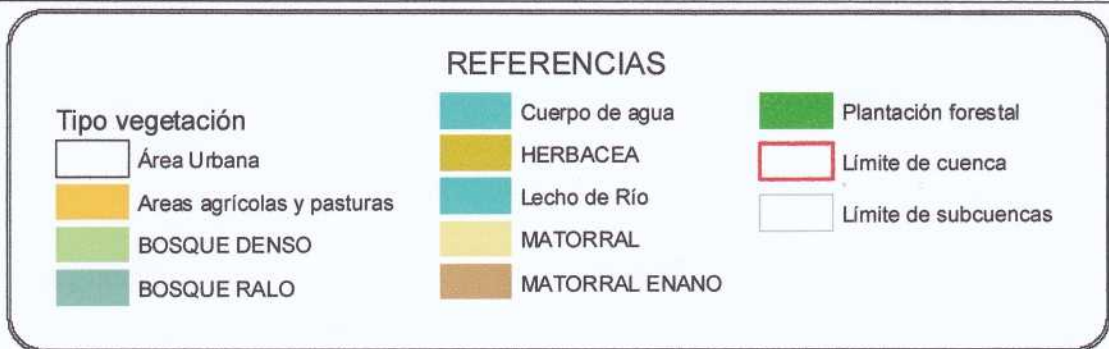 REFERENCIAS
Tipo vegetación
Área Urbana
Areas agrícolas y pasturas
BOSQUE DENSO
BOSQUE RALO
Cuerpo de agua
HERBACEA
Lecho de Río
MATORRAL
MATORRAL ENANO
Plantación forestal
Límite de cuenca
Límite de subcuencas